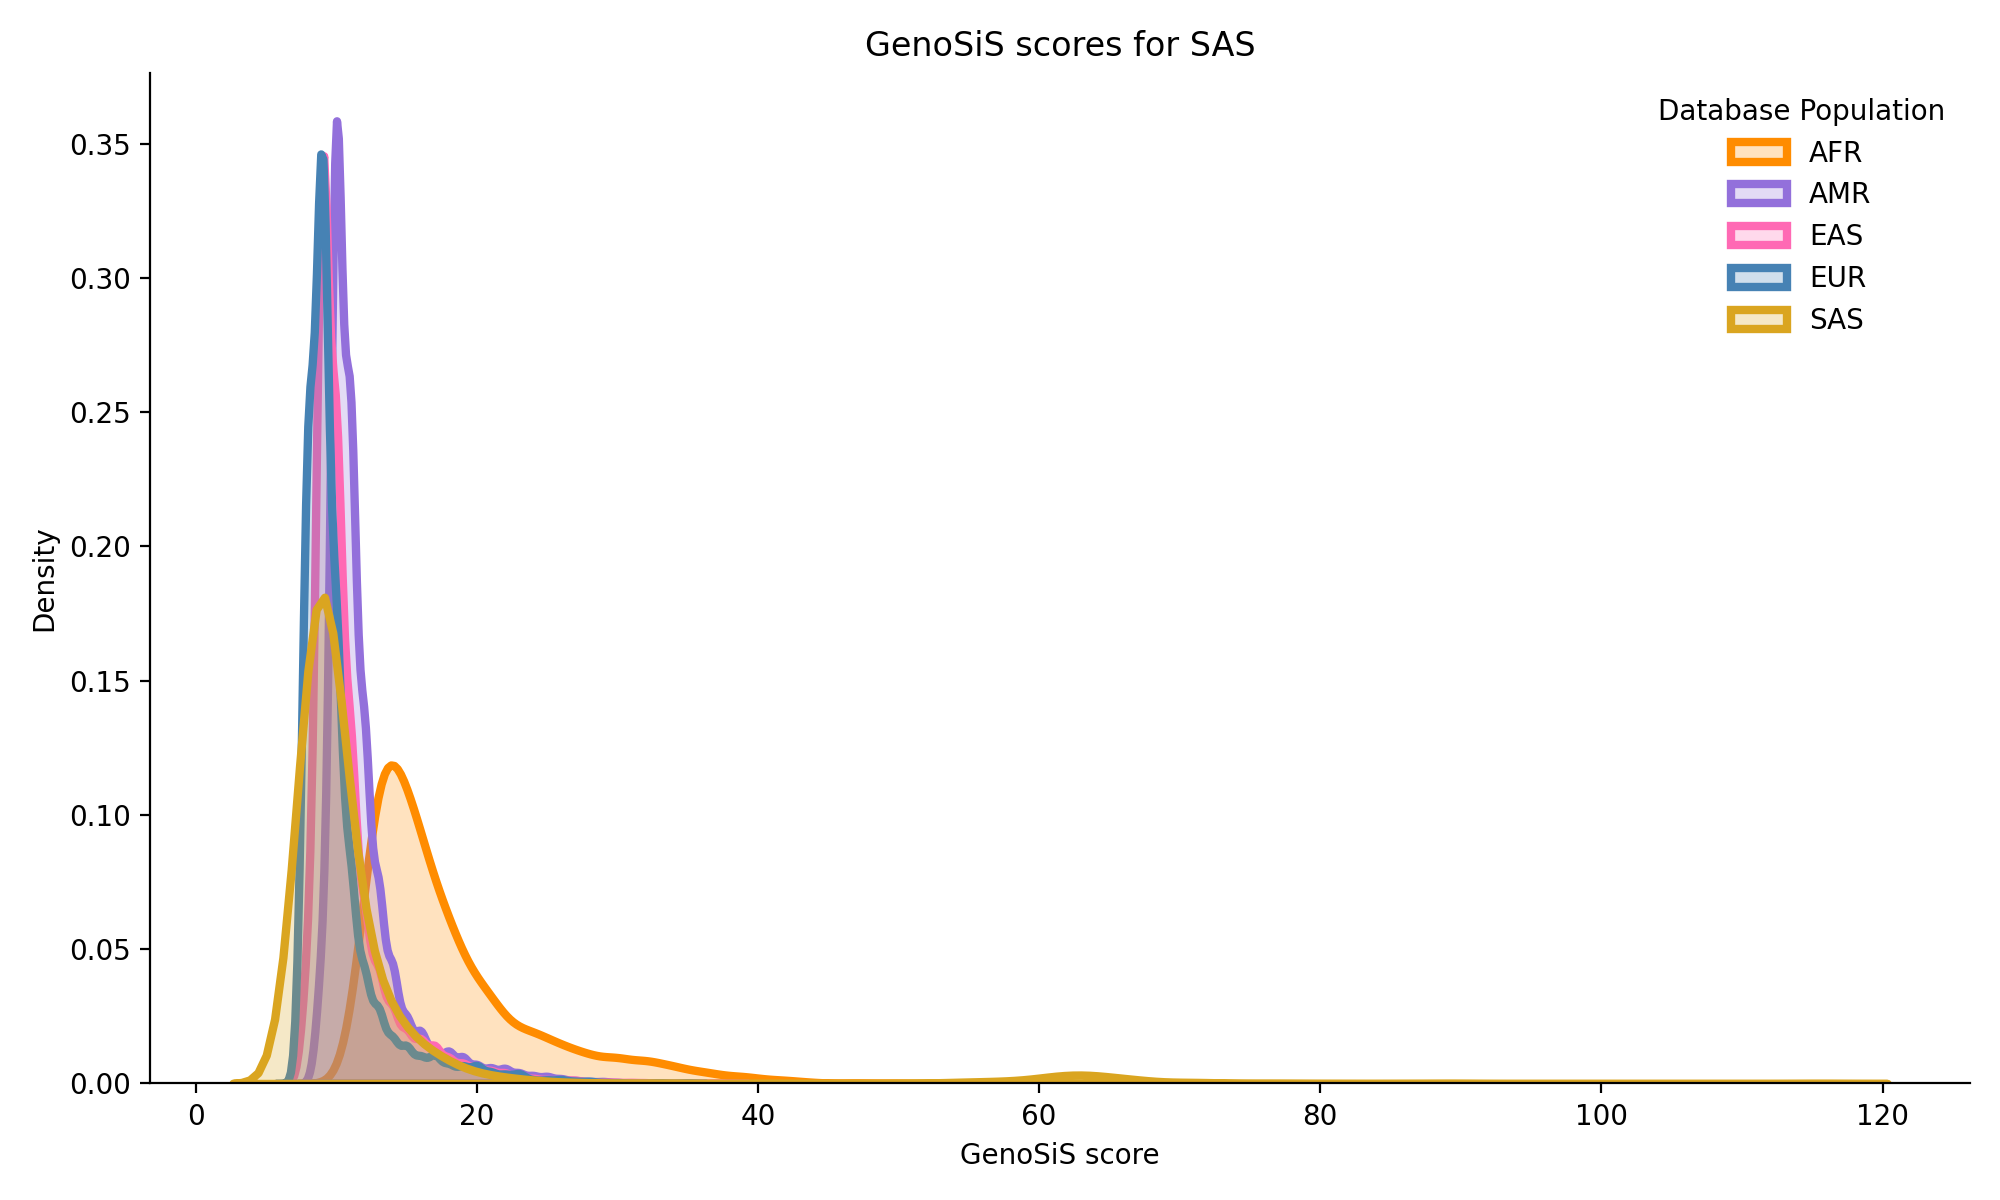 GenoSiS scores for SAS
Database Population
AFR
AMR
EAS
EUR
SAS
Density
0.35
0.30
0.25
0.20
0.15
0.10
0.05
0.00
0 20 40 60 80 100 120
GenoSiS score